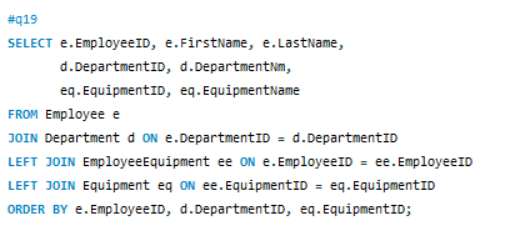 #q19
SELECT e.EmployeeID, e.FirstName, e.LastName,
d.DepartmentID, d.DepartmentNm,
eq.EquipmentID, eq.EquipmentName
FROM Employee e
JOIN Department d ON e.DepartmentID = d.DepartmentID
LEFT JOIN EmployeeEquipment ee ON e.EmployeeID = ee.EmployeeID
LEFT JOIN Equipment eq ON ee.EquipmentID = eq.EquipmentID
ORDER BY e.EmployeeID, d.DepartmentID, eq.EquipmentID;